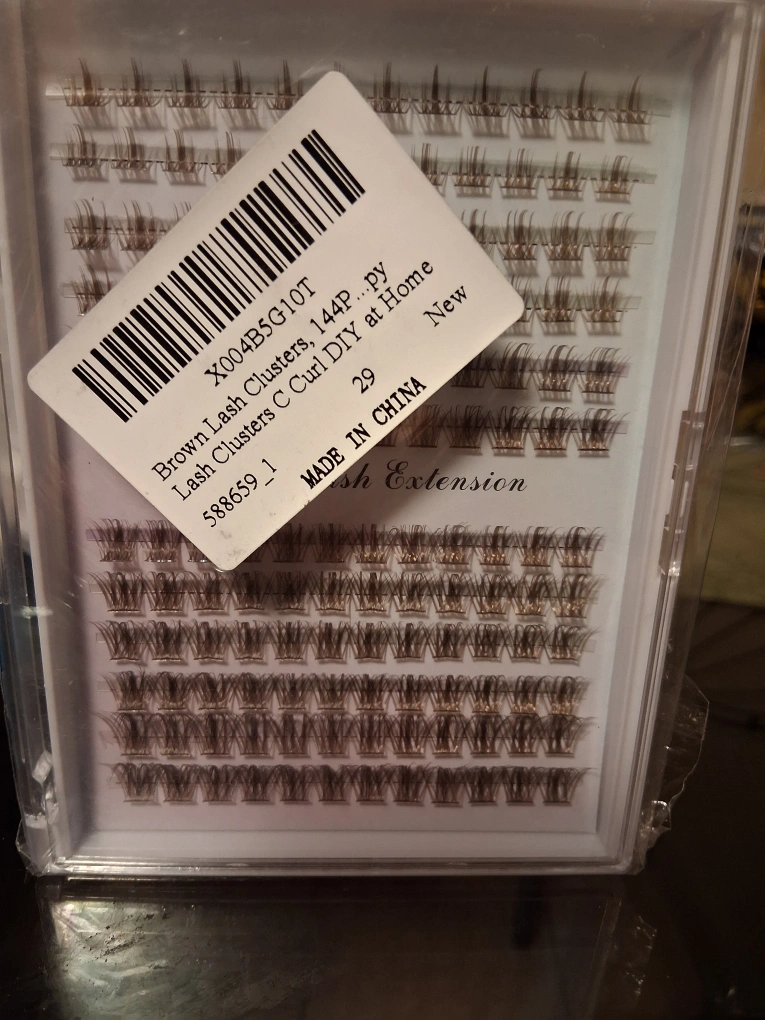 X004B5G10T
Brown Lash Clusters, 144P...py
Lash Clusters C Curl DIY at Home
29 New
588659_1 MADE IN CHINA
Extension